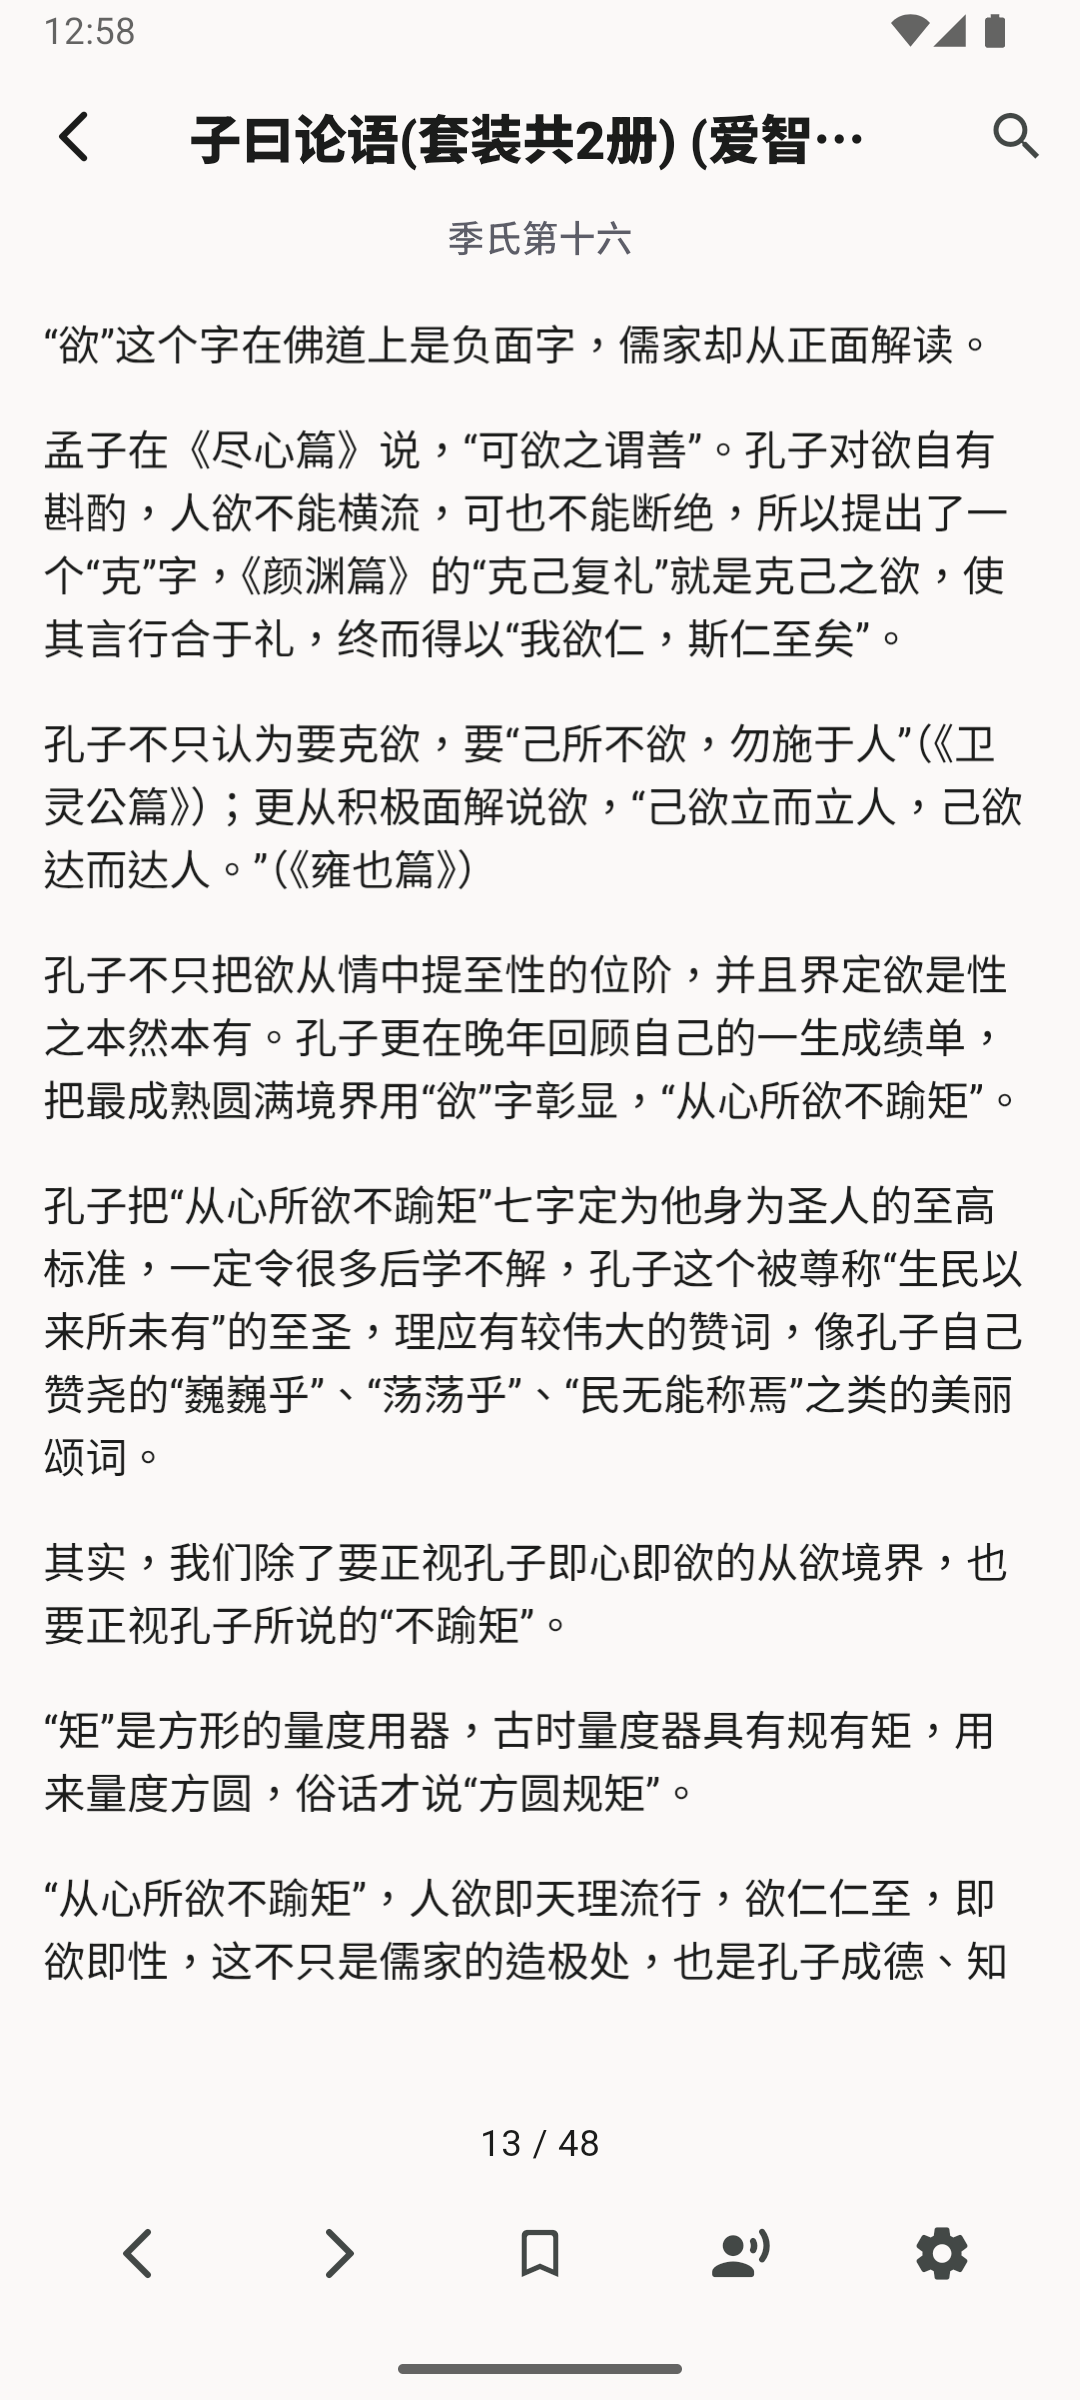 12:58
子曰论语(套装共2册) (爱智…
季氏第十六
“欲”这个字在佛道上是负面字，儒家却从正面解读。
孟子在《尽心篇》说，“可欲之谓善”。孔子对欲自有
斟酌，人欲不能横流，可也不能断绝，所以提出了一
个“克”字，《颜渊篇》的“克己复礼”就是克己之欲，使
其言行合于礼，终而得以“我欲仁，斯仁至矣”。
孔子不只认为要克欲，要“己所不欲，勿施于人”（《卫
灵公篇》）；更从积极面解说欲，“己欲立而立人，己欲
达而达人。”（《雍也篇》）
孔子不只把欲从情中提至性的位阶，并且界定欲是性
之本然本有。孔子更在晚年回顾自己的一生成绩单，
把最成熟圆满境界用“欲”字彰显，“从心所欲不踰矩”。
孔子把“从心所欲不踰矩”七字定为他身为圣人的至高
标准，一定令很多后学不解，孔子这个被尊称“生民以
来所未有”的至圣，理应有较伟大的赞词，像孔子自己
赞尧的“巍巍乎”、“荡荡乎”、“民无能称焉”之类的美丽
颂词。
其实，我们除了要正视孔子即心即欲的从欲境界，也
要正视孔子所说的“不踰矩”。
“矩”是方形的量度用器，古时量度器具有规有矩，用
来量度方圆，俗话才说“方圆规矩”。
“从心所欲不踰矩”，人欲即天理流行，欲仁仁至，即
欲即性，这不只是儒家的造极处，也是孔子成德、知
13 / 48